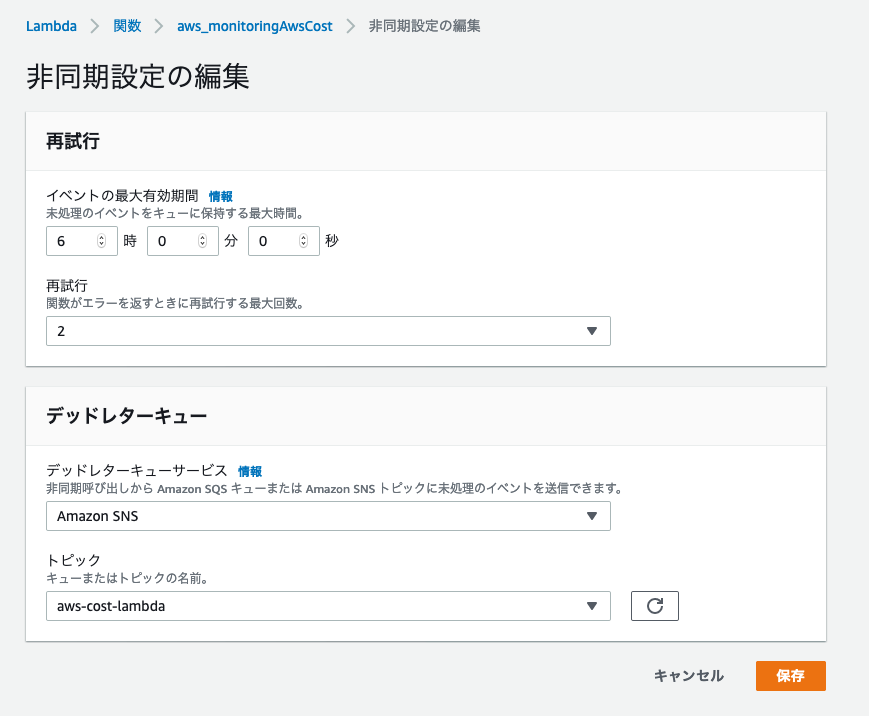 Lambda > 関数 > aws_monitoringAwsCost > 非同期設定の編集
非同期設定の編集
再試行
イベントの最大有効期間 情報
未処理のイベントをキューに保持する最大時間。
6 時 0 分 0 秒
再試行
関数がエラーを返すときに再試行する最大回数。
2
デッドレターキュー
デッドレターキューサービス 情報
非同期呼び出しから Amazon SQS キューまたは Amazon SNS トピックに未処理のイベントを送信できます。
Amazon SNS
トピック
キューまたはトピックの名前。
aws-cost-lambda
キャンセル 保存